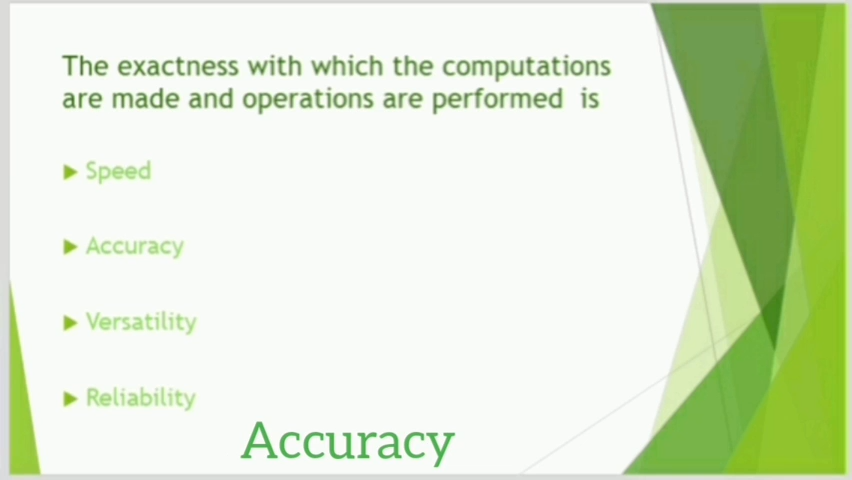 The exactness with which the computations
are made and operations are performed is
Speed
Accuracy
Versatility
Reliability
Accuracy